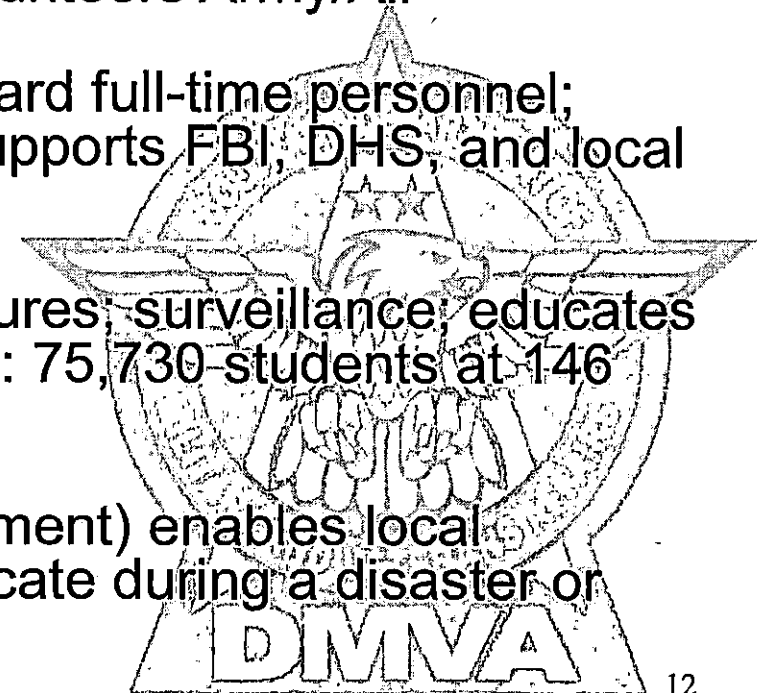 ard full-time personnel;
upports FBI, DHS, and local
ures; surveillance; educates
: 75,730 students at 146
ment) enables local
cate during a disaster or
DMVA
12